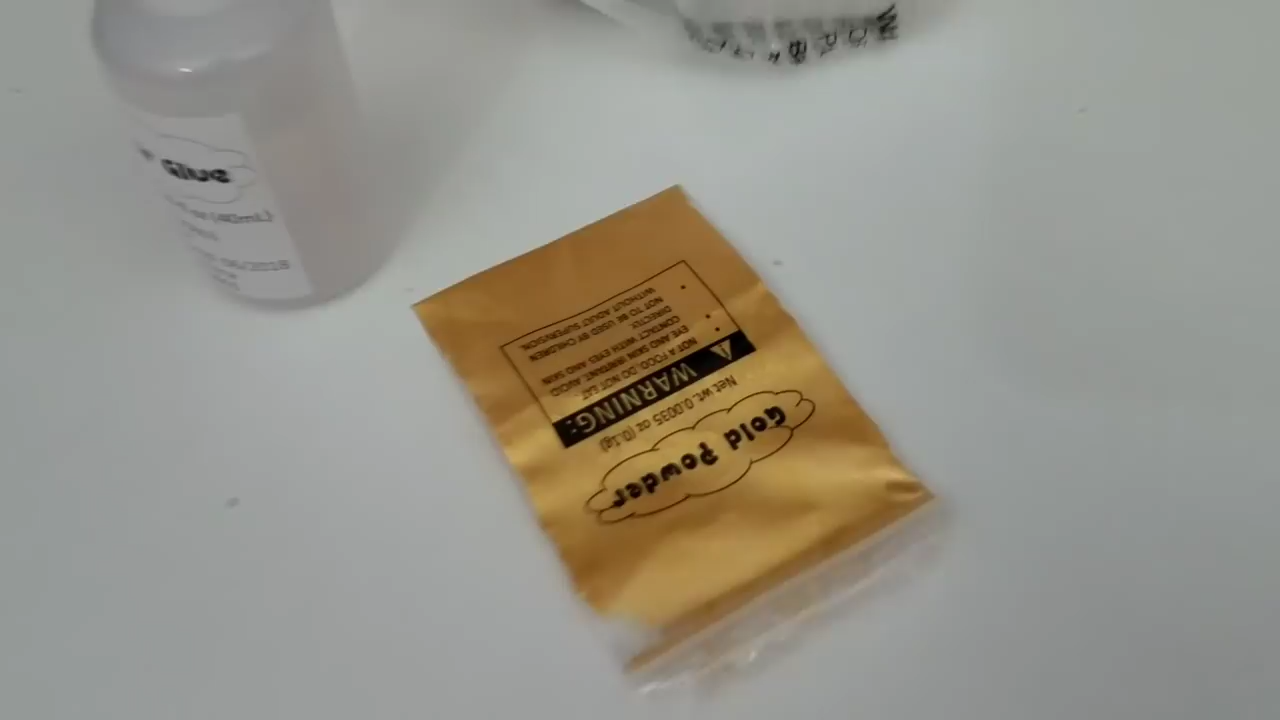 Glue
Gold Powder
Net wt. 0.0035 oz (0.1g)
WARNING:
NOT A FOOD, DO NOT EAT
EYE AND SKIN IRRITANT. AVOID
CONTACT WITH EYES AND SKIN
DIRECTLY.
NOT TO BE USED BY CHILDREN
WITHOUT ADULT SUPERVISION.